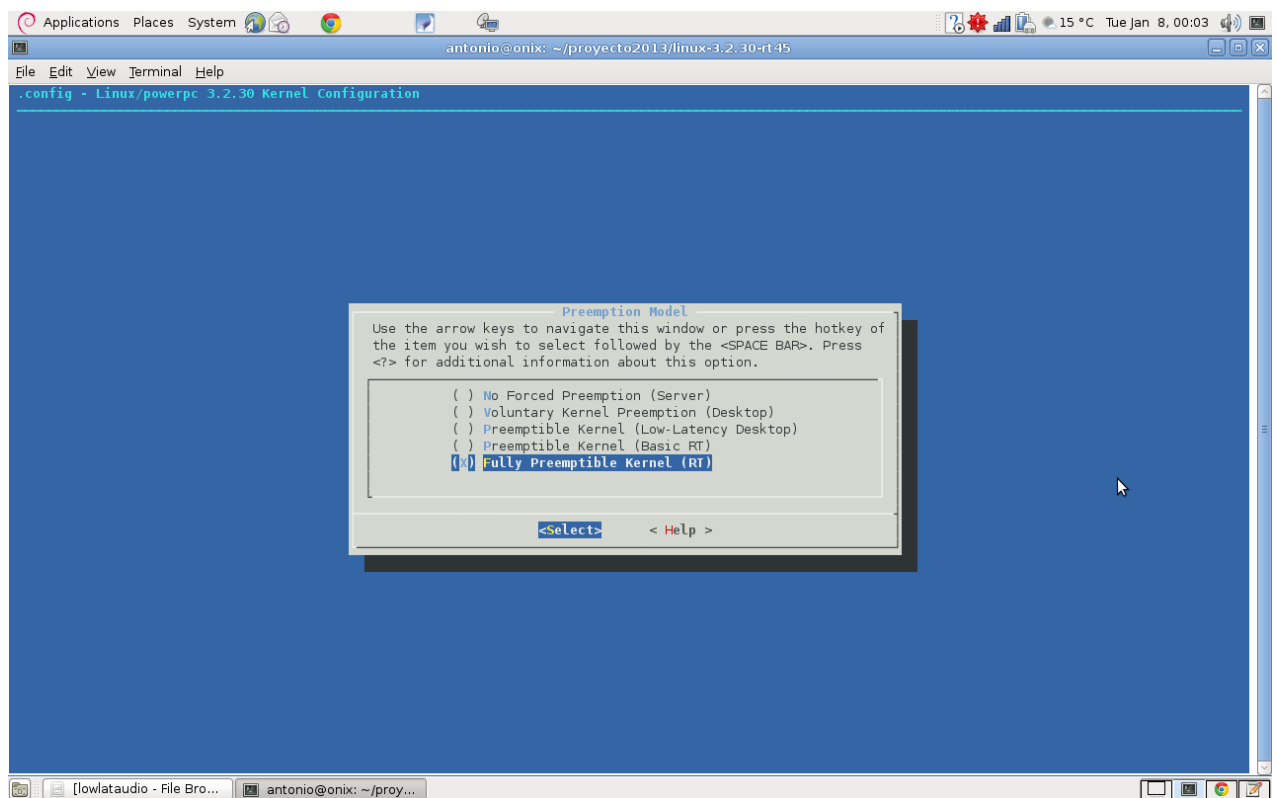 Applications Places System 15 °C Tue Jan 8, 00:03
antonio@onix: ~/proyecto2013/linux-3.2.30-rt45
File Edit View Terminal Help
.config - Linux/powerpc 3.2.30 Kernel Configuration
Preemption Model
Use the arrow keys to navigate this window or press the hotkey of
the item you wish to select followed by the <SPACE BAR>. Press
<?> for additional information about this option.
( ) No Forced Preemption (Server)
( ) Voluntary Kernel Preemption (Desktop)
( ) Preemptible Kernel (Low-Latency Desktop)
( ) Preemptible Kernel (Basic RT)
(X) Fully Preemptible Kernel (RT)
<Select> < Help >
[lowlataudio - File Bro... antonio@onix: ~/proy...